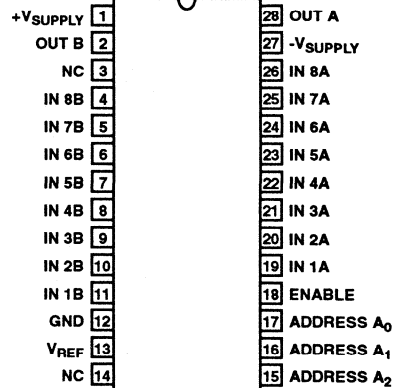 +VSUPPLY 1 28 OUT A
OUT B 2 27 -VSUPPLY
NC 3 26 IN 8A
IN 8B 4 25 IN 7A
IN 7B 5 24 IN 6A
IN 6B 6 23 IN 5A
IN 5B 7 22 IN 4A
IN 4B 8 21 IN 3A
IN 3B 9 20 IN 2A
IN 2B 10 19 IN 1A
IN 1B 11 18 ENABLE
GND 12 17 ADDRESS A0
VREF 13 16 ADDRESS A1
NC 14 15 ADDRESS A2